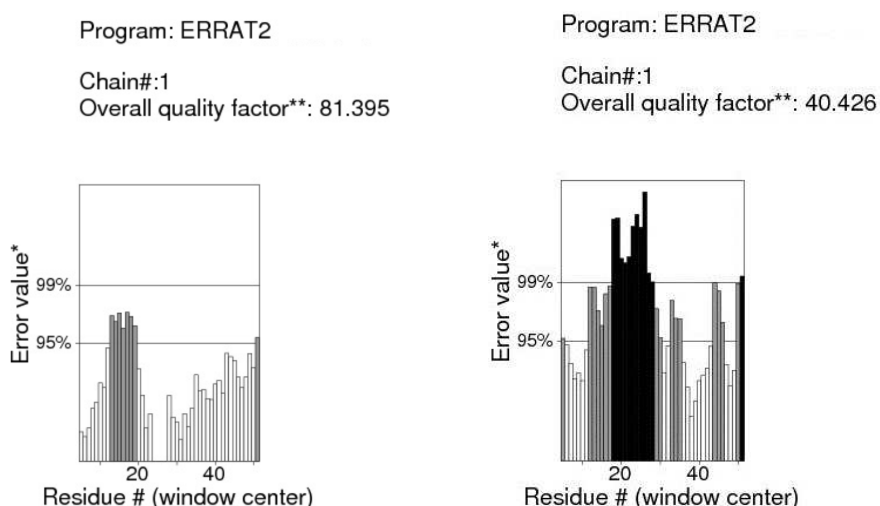 Program: ERRAT2
Chain#:1
Overall quality factor**: 81.395
Error value*
99%
95%
20 40
Residue # (window center)
Program: ERRAT2
Chain#:1
Overall quality factor**: 40.426
Error value*
99%
95%
20 40
Residue # (window center)